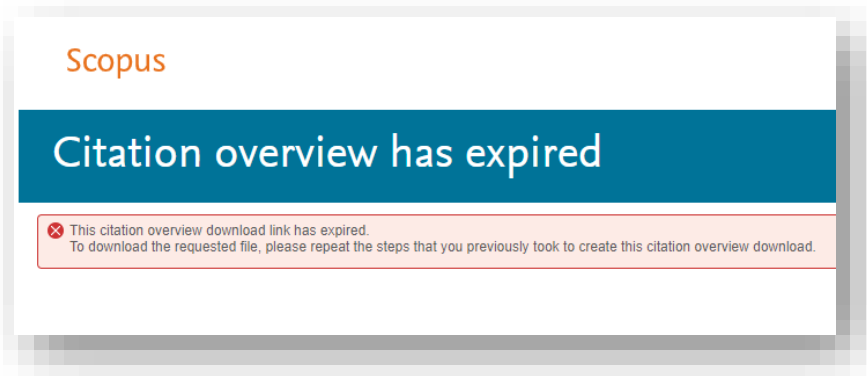 Scopus
Citation overview has expired
This citation overview download link has expired.
To download the requested file, please repeat the steps that you previously took to create this citation overview download.